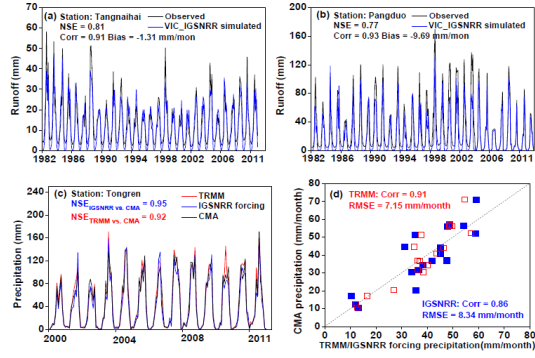 (a) Station: Tangnaihai
NSE = 0.81
Corr = 0.91 Bias = -1.31 mm/mon
Observed
VIC_IGSNRR simulated
Runoff (mm)
60
50
40
30
20
10
0
1982 1986 1990 1994 1998 2002 2006 2011
(b) Station: Pangduo
NSE = 0.77
Corr = 0.93 Bias = -9.69 mm/mon
Observed
VIC_IGSNRR simulated
Runoff (mm)
200
160
120
80
40
0
1982 1986 1990 1994 1998 2002 2006 2011
(c) Station: Tongren
NSE IGSNRR vs. CMA = 0.95
NSE TRMM vs. CMA = 0.92
TRMM
IGSNRR forcing
CMA
Precipitation (mm)
240
200
160
120
80
40
0
2000 2004 2008 2011
(d)
TRMM: Corr = 0.91
RMSE = 7.15 mm/month
IGSNRR: Corr = 0.86
RMSE = 8.34 mm/month
CMA precipitation (mm/month)
80
70
60
50
40
30
20
10
0
0 10 20 30 40 50 60 70 80
TRMM/IGSNRR forcing precipitation(mm/month)